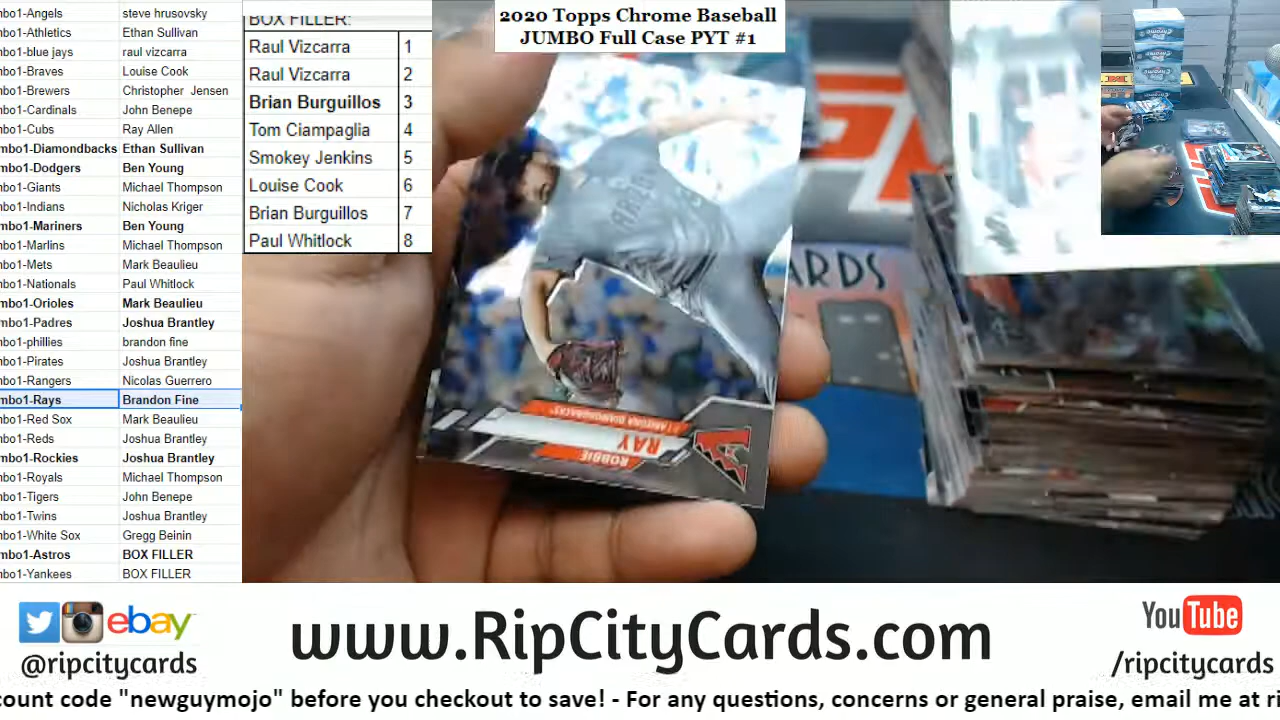 mbo1-Angels steve hrusovsky
mbo1-Athletics Ethan Sullivan
mbo1-blue jays raul vizcarra
mbo1-Braves Louise Cook
mbo1-Brewers Christopher Jensen
mbo1-Cardinals John Benepe
mbo1-Cubs Ray Allen
mbo1-Diamondbacks Ethan Sullivan
mbo1-Dodgers Ben Young
mbo1-Giants Michael Thompson
mbo1-Indians Nicholas Kriger
mbo1-Mariners Ben Young
mbo1-Marlins Michael Thompson
mbo1-Mets Mark Beaulieu
mbo1-Nationals Paul Whitlock
mbo1-Orioles Mark Beaulieu
mbo1-Padres Joshua Brantley
mbo1-phillies brandon fine
mbo1-Pirates Joshua Brantley
mbo1-Rangers Nicolas Guerrero
mbo1-Rays Brandon Fine
mbo1-Red Sox Mark Beaulieu
mbo1-Reds Joshua Brantley
mbo1-Rockies Joshua Brantley
mbo1-Royals Michael Thompson
mbo1-Tigers John Benepe
mbo1-Twins Joshua Brantley
mbo1-White Sox Gregg Beinin
mbo1-Astros BOX FILLER
mbo1-Yankees BOX FILLER
BOX FILLER:
Raul Vizcarra 1
Raul Vizcarra 2
Brian Burguillos 3
Tom Ciampaglia 4
Smokey Jenkins 5
Louise Cook 6
Brian Burguillos 7
Paul Whitlock 8
2020 Topps Chrome Baseball
JUMBO Full Case PYT #1
ROBBIE
RAY
ARIZONA DIAMONDBACKS
ARDS
ebay
@ripcitycards
www.RipCityCards.com
YouTube
/ripcitycards
count code "newguymojo" before you checkout to save! - For any questions, concerns or general praise, email me at ri